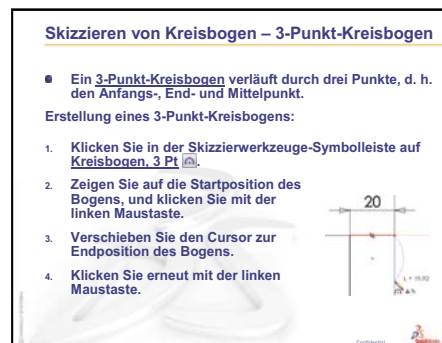 Skizzieren von Kreisbogen – 3-Punkt-Kreisbogen
Ein 3-Punkt-Kreisbogen verläuft durch drei Punkte, d. h.
den Anfangs-, End- und Mittelpunkt.
Erstellung eines 3-Punkt-Kreisbogens:
1. Klicken Sie in der Skizzierwerkzeuge-Symbolleiste auf
Kreisbogen, 3 Pt .
2. Zeigen Sie auf die Startposition des
Bogens, und klicken Sie mit der
linken Maustaste.
3. Verschieben Sie den Cursor zur
Endposition des Bogens.
4. Klicken Sie erneut mit der linken
Maustaste.
20
Confidential